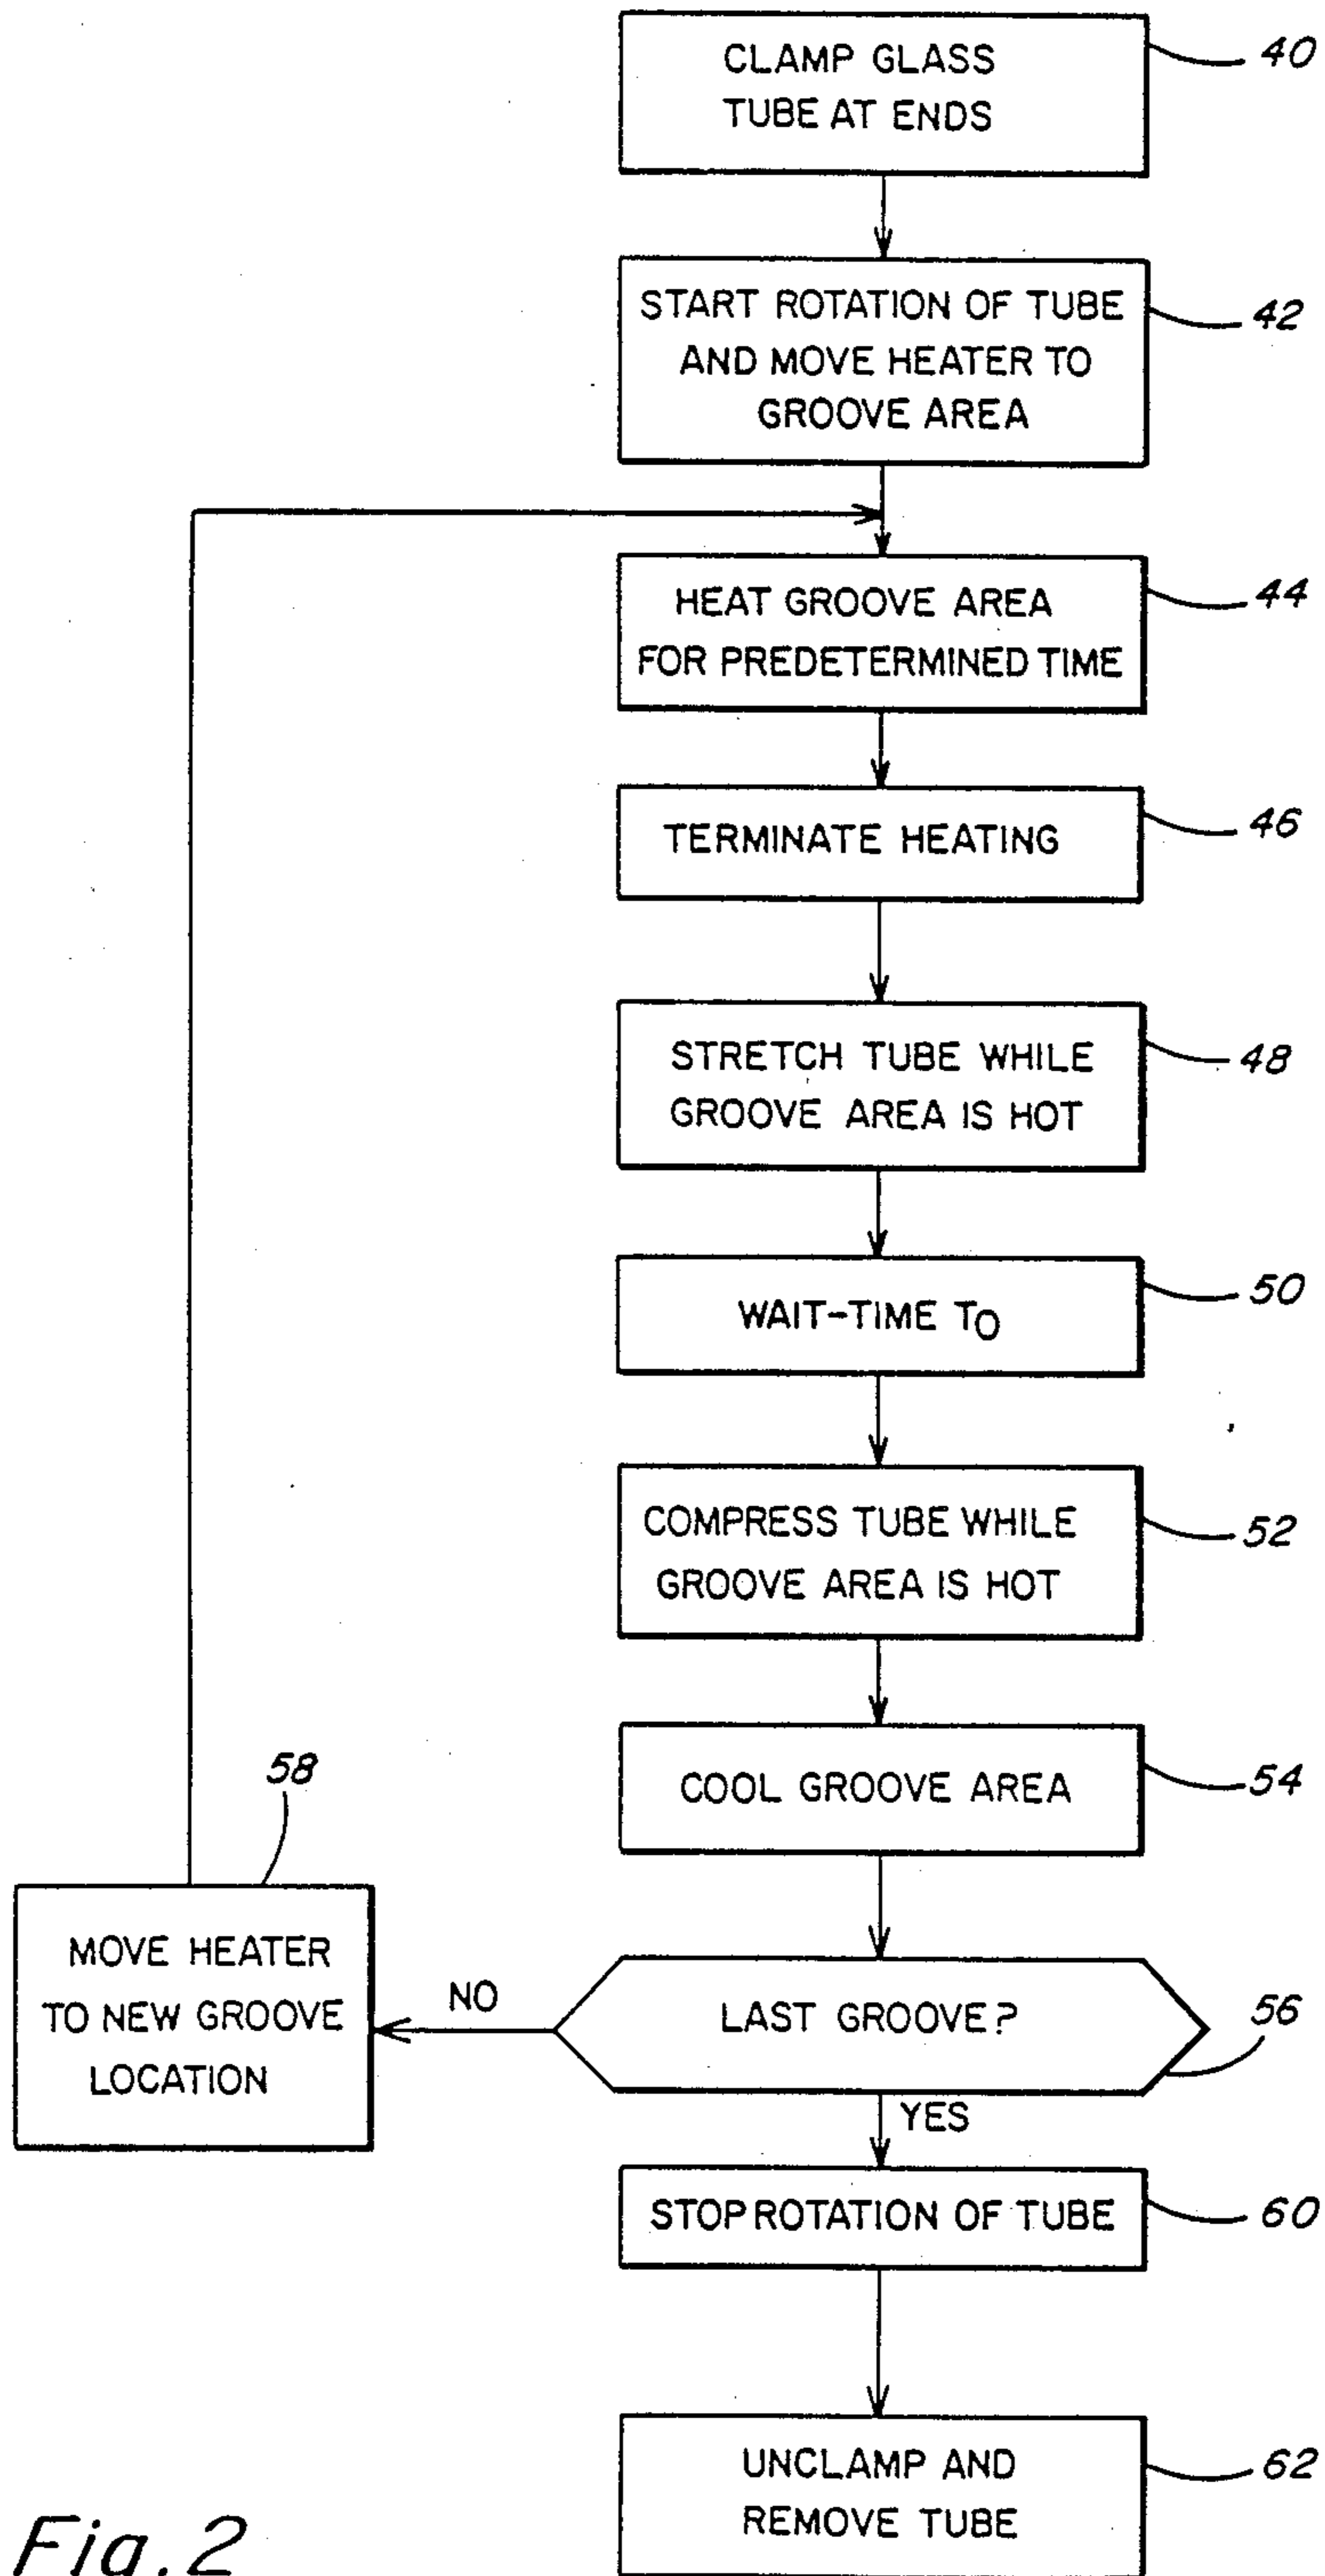 CLAMP GLASS
TUBE AT ENDS
40
START ROTATION OF TUBE
AND MOVE HEATER TO
GROOVE AREA
42
HEAT GROOVE AREA
FOR PREDETERMINED TIME
44
TERMINATE HEATING
46
STRETCH TUBE WHILE
GROOVE AREA IS HOT
48
WAIT-TIME TO
50
COMPRESS TUBE WHILE
GROOVE AREA IS HOT
52
COOL GROOVE AREA
54
LAST GROOVE?
56
NO
58
MOVE HEATER
TO NEW GROOVE
LOCATION
YES
STOP ROTATION OF TUBE
60
UNCLAMP AND
REMOVE TUBE
62
Fig. 2